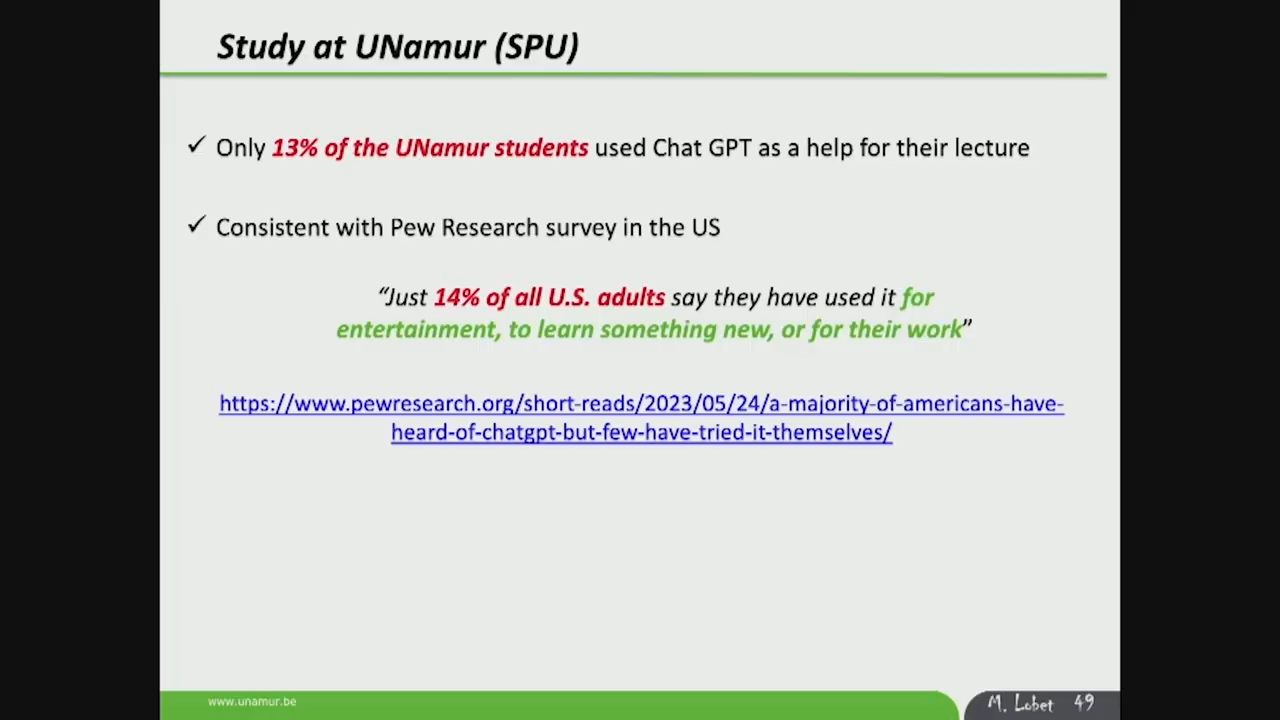 Study at UNamur (SPU)
✓ Only 13% of the UNamur students used Chat GPT as a help for their lecture
✓ Consistent with Pew Research survey in the US
“Just 14% of all U.S. adults say they have used it for
entertainment, to learn something new, or for their work”
https://www.pewresearch.org/short-reads/2023/05/24/a-majority-of-americans-have-
heard-of-chatgpt-but-few-have-tried-it-themselves/
www.unamur.be
M. Lobet 49